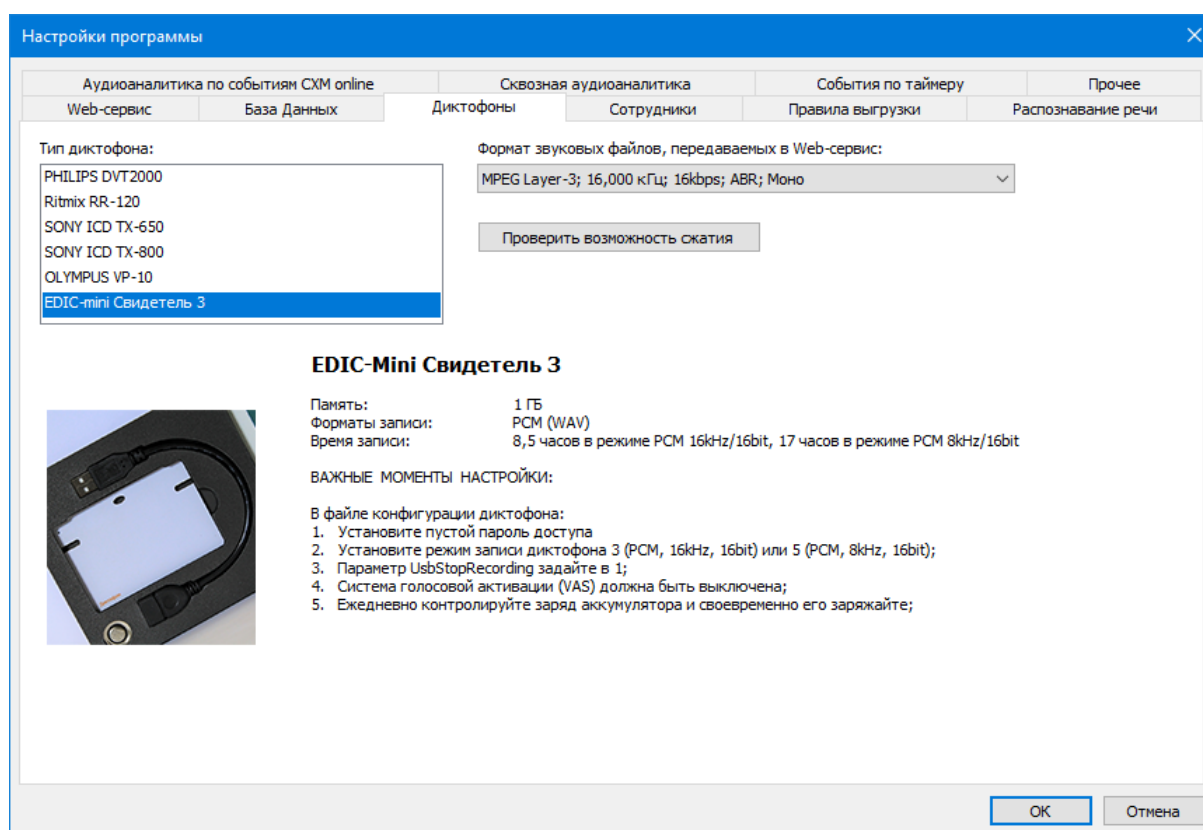 Настройки программы
Аудиоаналитика по событиям CXM online
Сквозная аудиоаналитика
События по таймеру
Прочее
Web-сервис
База Данных
Диктофоны
Сотрудники
Правила выгрузки
Распознавание речи
Тип диктофона:
PHILIPS DVT2000
Ritmix RR-120
SONY ICD TX-650
SONY ICD TX-800
OLYMPUS VP-10
EDIC-mini Свидетель 3
Формат звуковых файлов, передаваемых в Web-сервис:
MPEG Layer-3; 16,000 кГц; 16kbps; ABR; Моно
Проверить возможность сжатия
EDIC-Mini Свидетель 3
Память: 1 ГБ
Форматы записи: PCM (WAV)
Время записи: 8,5 часов в режиме PCM 16kHz/16bit, 17 часов в режиме PCM 8kHz/16bit
ВАЖНЫЕ МОМЕНТЫ НАСТРОЙКИ:
В файле конфигурации диктофона:
1. Установите пустой пароль доступа
2. Установите режим записи диктофона 3 (PCM, 16kHz, 16bit) или 5 (PCM, 8kHz, 16bit);
3. Параметр UsbStopRecording задайте в 1;
4. Система голосовой активации (VAS) должна быть выключена;
5. Ежедневно контролируйте заряд аккумулятора и своевременно его заряжайте;
OK
Отмена